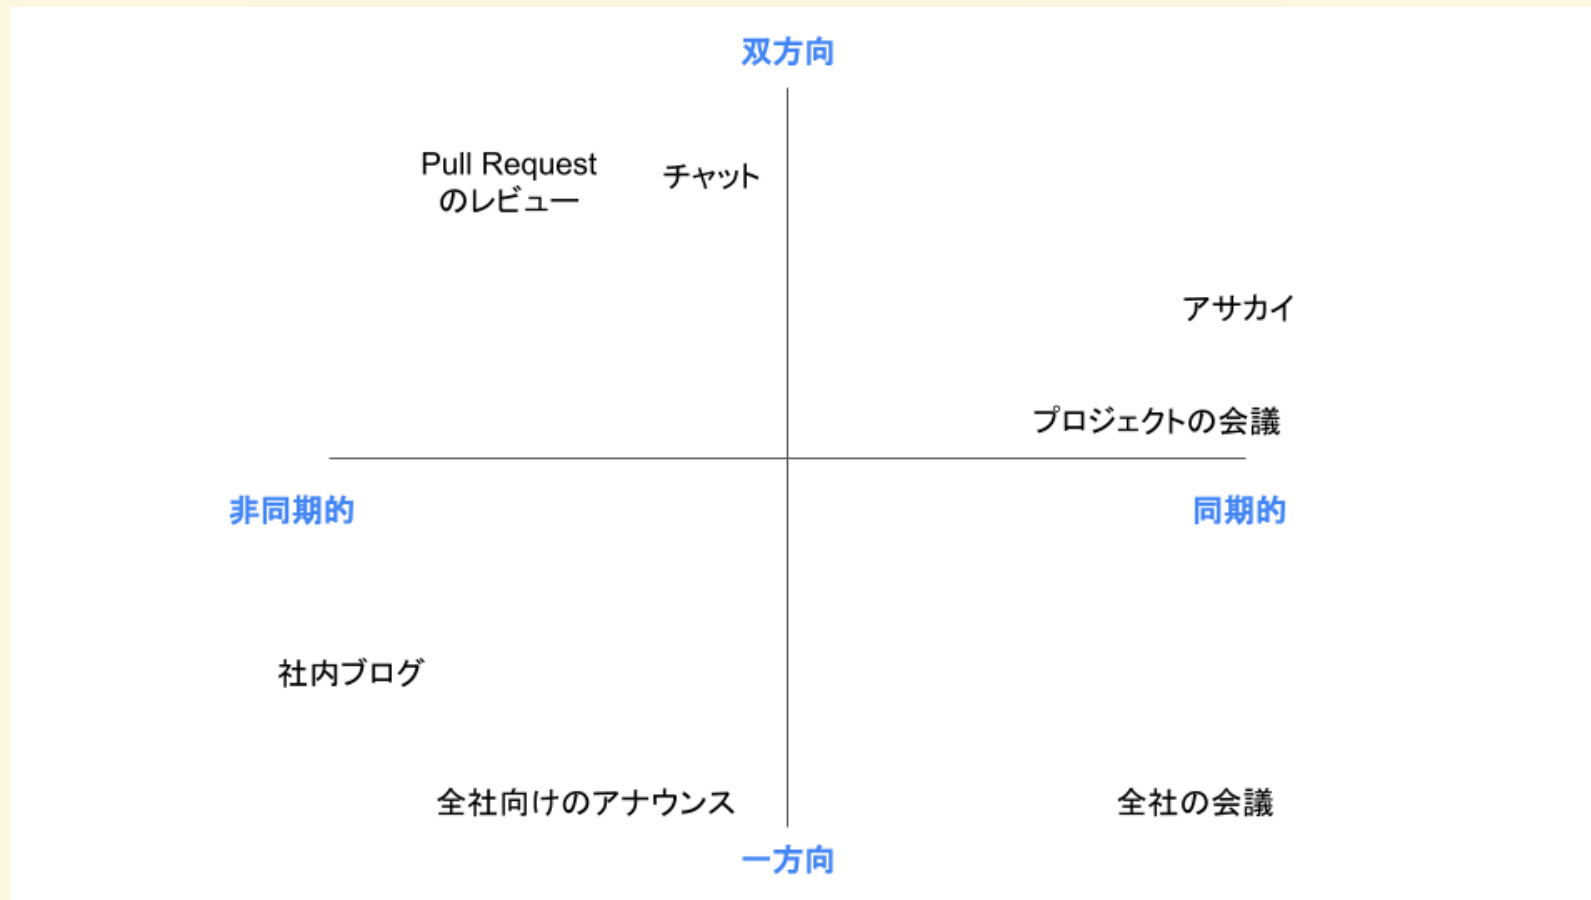 双方向
Pull Request
のレビュー
チャット
アサカイ
プロジェクトの会議
非同期的
同期的
社内ブログ
全社向けのアナウンス
全社の会議
一方向